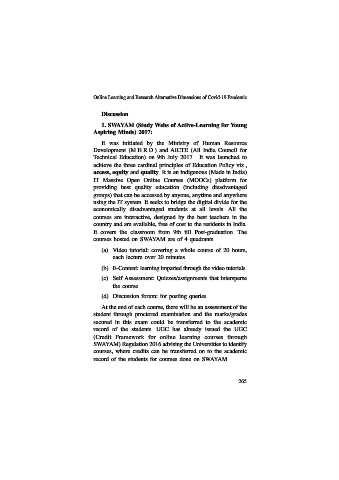 Online Learning and Research Alternative Dimensions of Covid-19 Pandemic
Discussion
1. SWAYAM (Study Webs of Active-Learning for Young
Aspiring Minds) 2017:
It was initiated by the Ministry of Human Resource
Development (M H R D ) and AICTE (All India Council for
Technical Education) on 9th July 2017 It was launched to
achieve the three cardinal principles of Education Policy viz ,
access, equity and quality It is an indigenous (Made in India)
IT Massive Open Online Courses (MOOCs) platform for
providing best quality education (including disadvantaged
groups) that can be accessed by anyone, anytime and anywhere
using the IT system It seeks to bridge the digital divide for the
economically disadvantaged students at all levels All the
courses are interactive, designed by the best teachers in the
country and are available, free of cost to the residents in India.
It covers the classroom from 9th till Post-graduation The
courses hosted on SWAYAM are of 4 quadrants
(a) Video tutorial: covering a whole course of 20 hours,
each lecture over 20 minutes
(b) E-Content: learning imparted through the video tutorials
(c) Self Assessment: Quizzes/assignments that intersperse
the course
(d) Discussion forum: for posting queries
At the end of each course, there will be an assessment of the
student through proctored examination and the marks/grades
secured in this exam could be transferred to the academic
record of the students UGC has already issued the UGC
(Credit Framework for online learning courses through
SWAYAM) Regulation 2016 advising the Universities to identify
courses, where credits can be transferred on to the academic
record of the students for courses done on SWAYAM
265